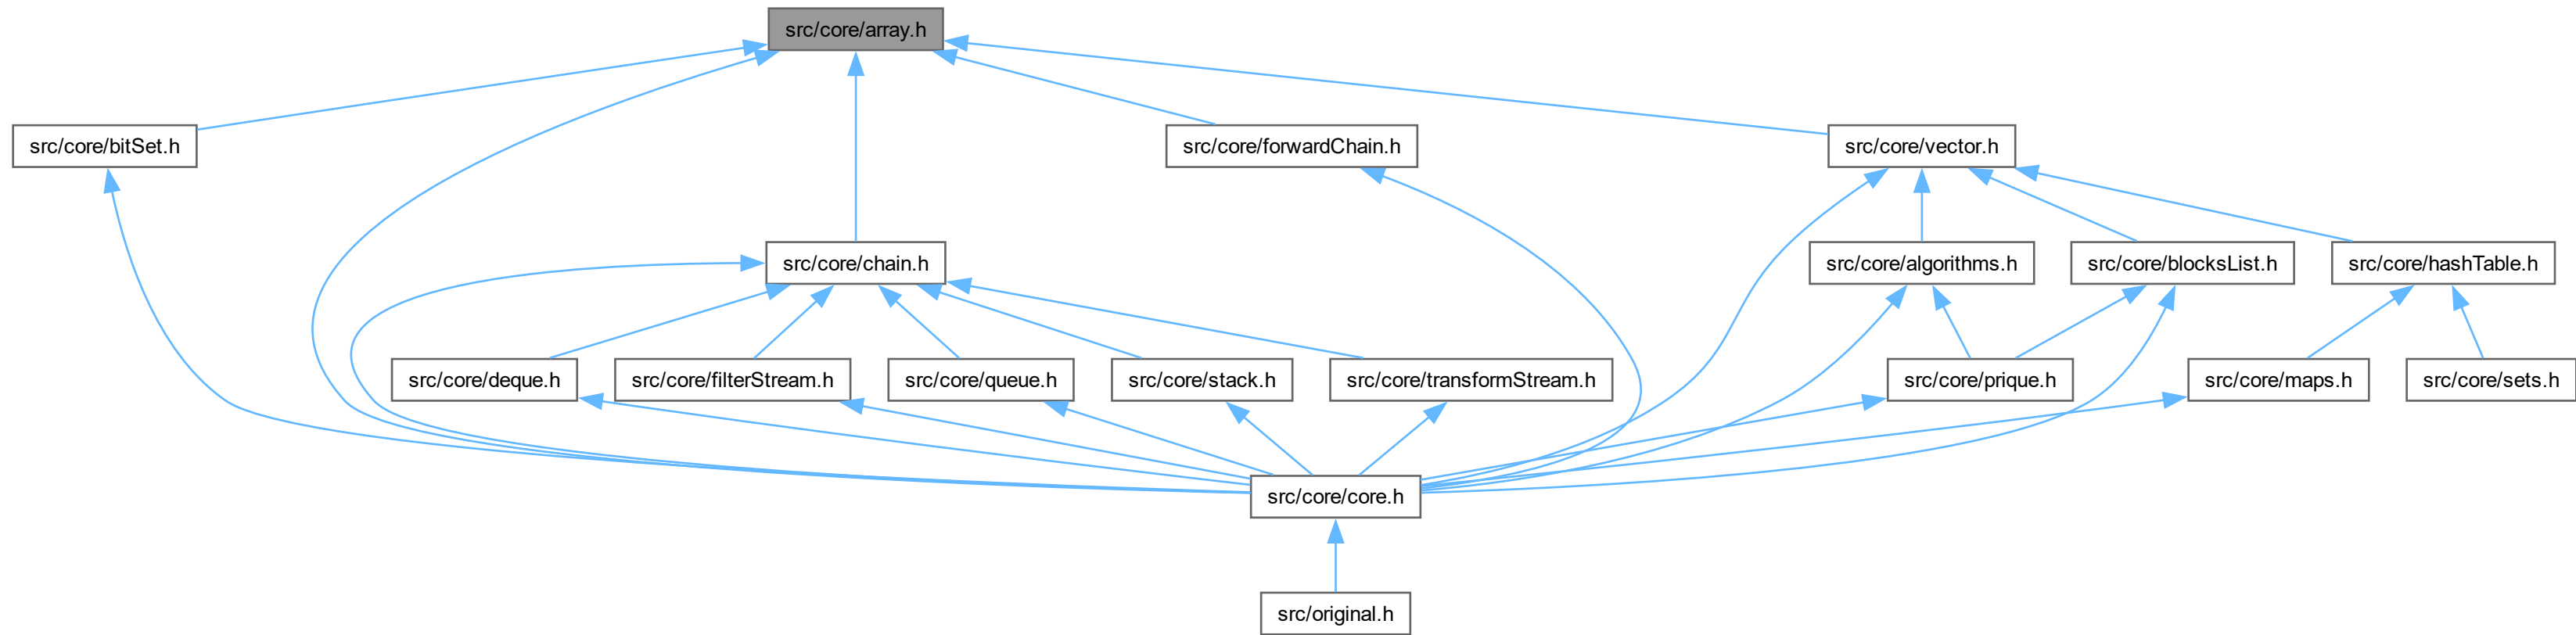 src/core/array.h
src/core/bitSet.h
src/core/forwardChain.h
src/core/vector.h
src/core/chain.h
src/core/algorithms.h
src/core/blocksList.h
src/core/hashTable.h
src/core/deque.h
src/core/filterStream.h
src/core/queue.h
src/core/stack.h
src/core/transformStream.h
src/core/prique.h
src/core/maps.h
src/core/sets.h
src/core/core.h
src/original.h